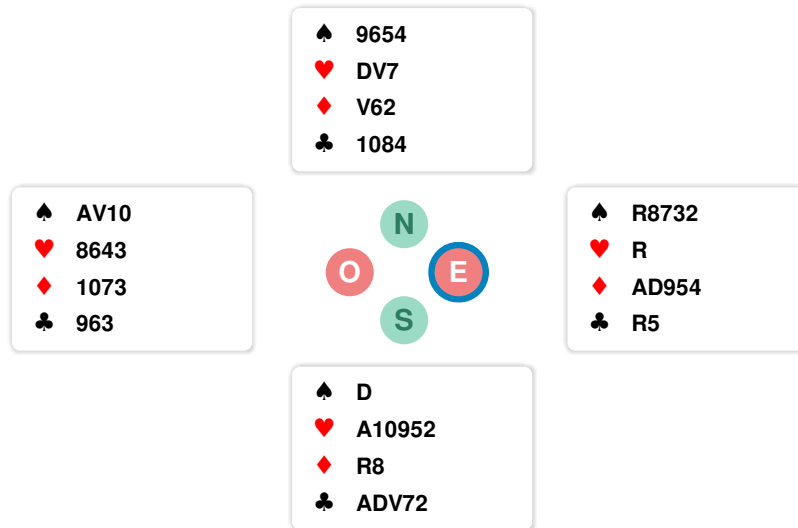 ♠ 9654
♥ DV7
♦ V62
♣ 1084
♠ AV10
♥ 8643
♦ 1073
♣ 963
N
O
E
S
♠ R8732
♥ R
♦ AD954
♣ R5
♠ D
♥ A10952
♦ R8
♣ ADV72